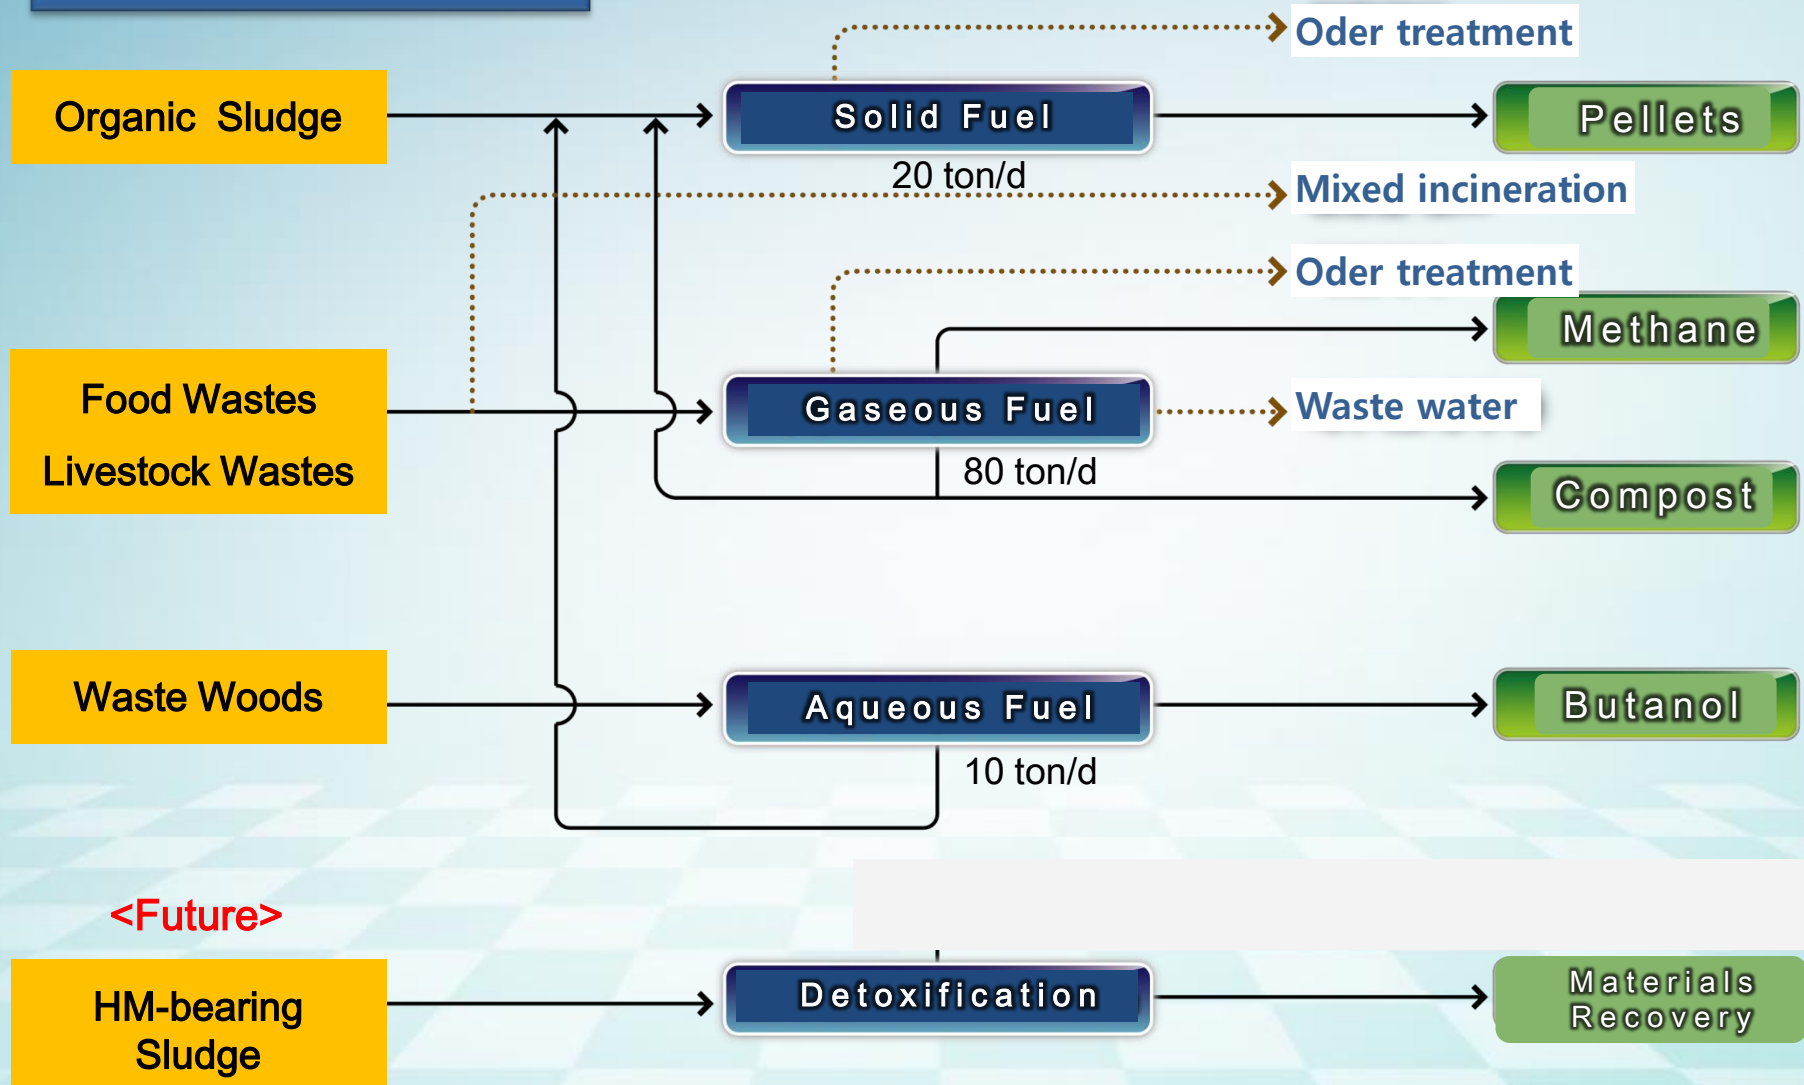 Oder treatment
Organic Sludge
Solid Fuel
Pellets
20 ton/d
Mixed incineration
Oder treatment
Methane
Food Wastes
Livestock Wastes
Gaseous Fuel
Waste water
80 ton/d
Compost
Waste Woods
Aqueous Fuel
Butanol
10 ton/d
<Future>
HM-bearing
Sludge
Detoxification
Materials
Recovery